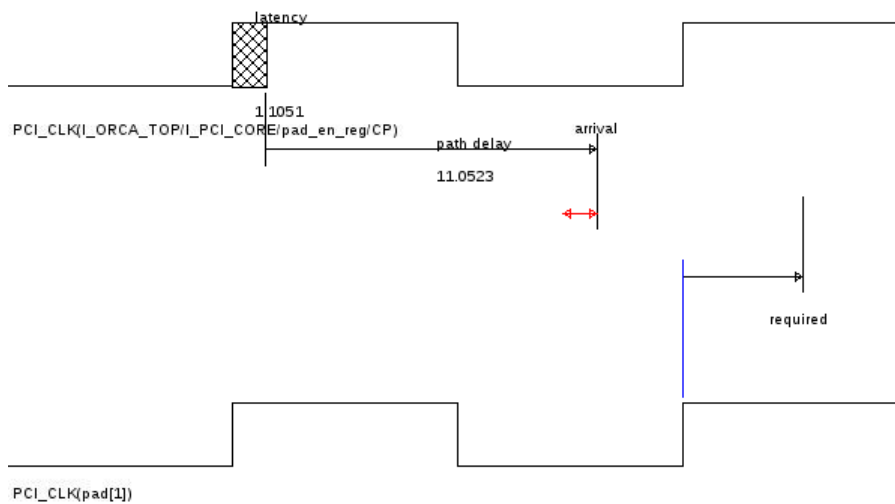 latency
1.1051
PCI_CLK(I_ORCA_TOP/I_PCI_CORE/pad_en_reg/CP)
arrival
path delay
11.0523
required
PCI_CLK(pad[1])